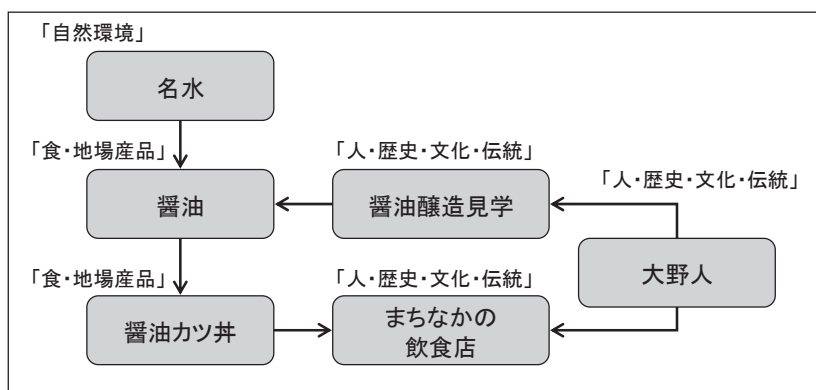 「自然環境」
名水
「食・地場産品」
「人・歴史・文化・伝統」
「人・歴史・文化・伝統」
醤油
醤油醸造見学
大野人
「食・地場産品」
「人・歴史・文化・伝統」
醤油カツ丼
まちなかの
飲食店